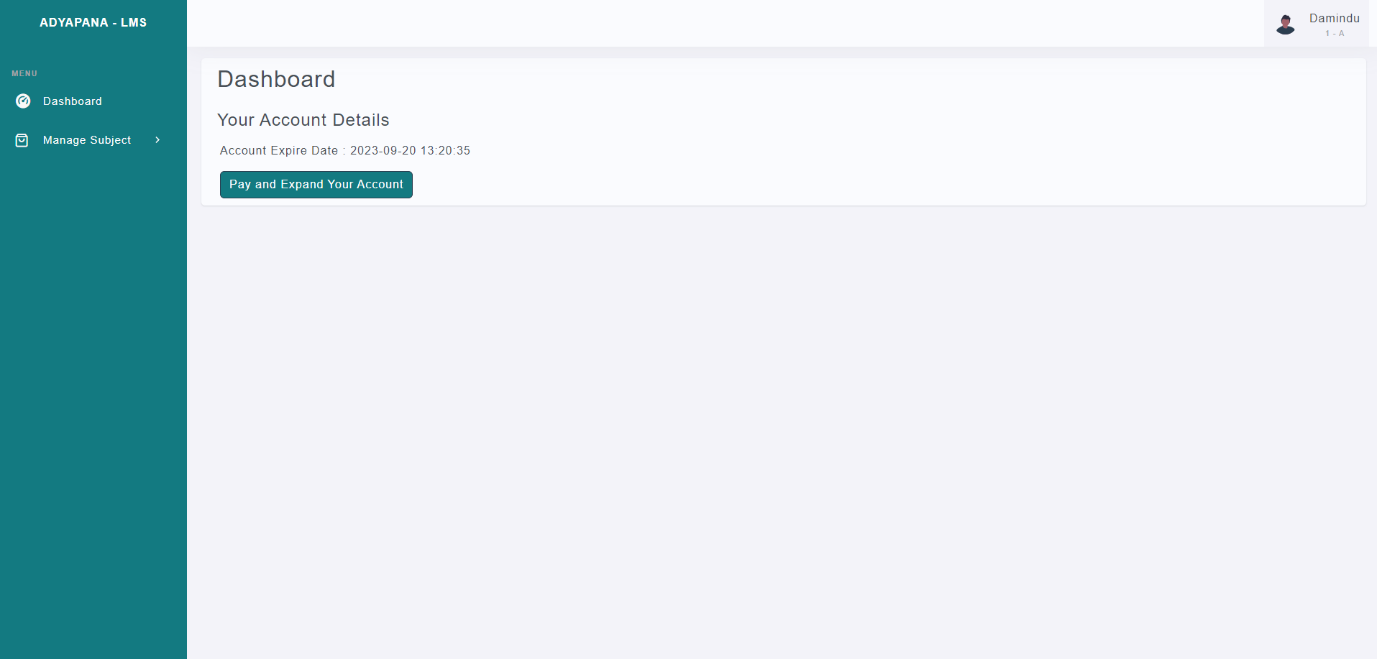 ADYAPANA - LMS
Damindu
1 - A
MENU
Dashboard
Manage Subject
Dashboard
Your Account Details
Account Expire Date : 2023-09-20 13:20:35
Pay and Expand Your Account